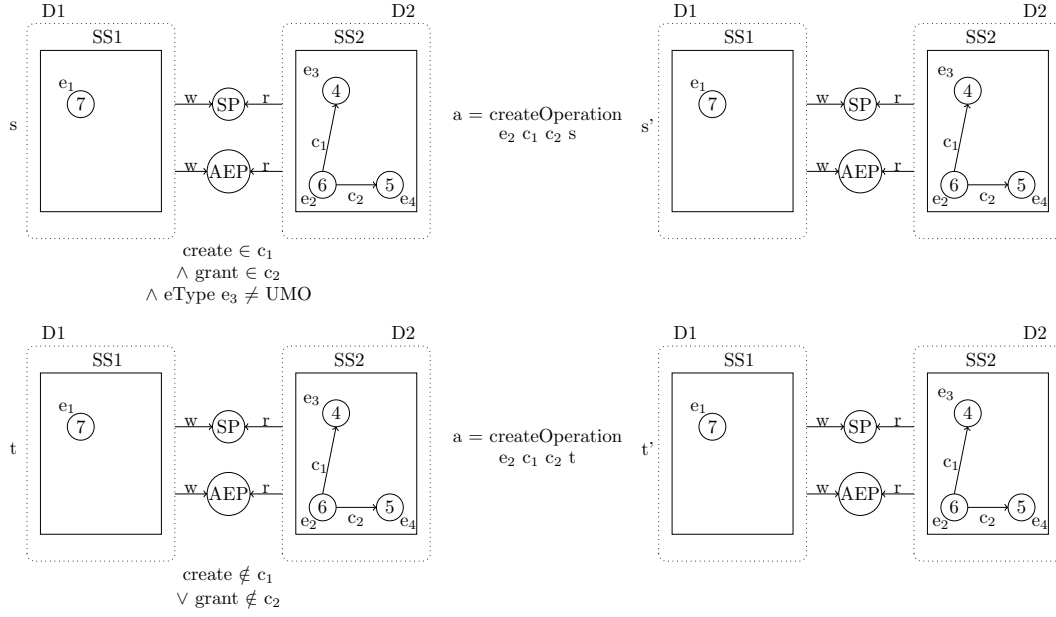 D1
D2
D1
D2
SS1
SS2
SS1
SS2
e3
e3
e1
7
4
e1
7
4
w
SP
r
w
SP
r
s
a = createOperation
e2 c1 c2 s
s'
c1
c1
w
AEP
r
w
AEP
r
6
5
6
5
e2
c2
e4
e2
c2
e4
create ∈ c1
∧ grant ∈ c2
∧ eType e3 ≠ UMO
D1
D2
D1
D2
SS1
SS2
SS1
SS2
e3
e3
e1
7
4
e1
7
4
w
SP
r
w
SP
r
t
a = createOperation
e2 c1 c2 t
t'
c1
c1
w
AEP
r
w
AEP
r
6
5
6
5
e2
c2
e4
e2
c2
e4
create ∉ c1
∨ grant ∉ c2